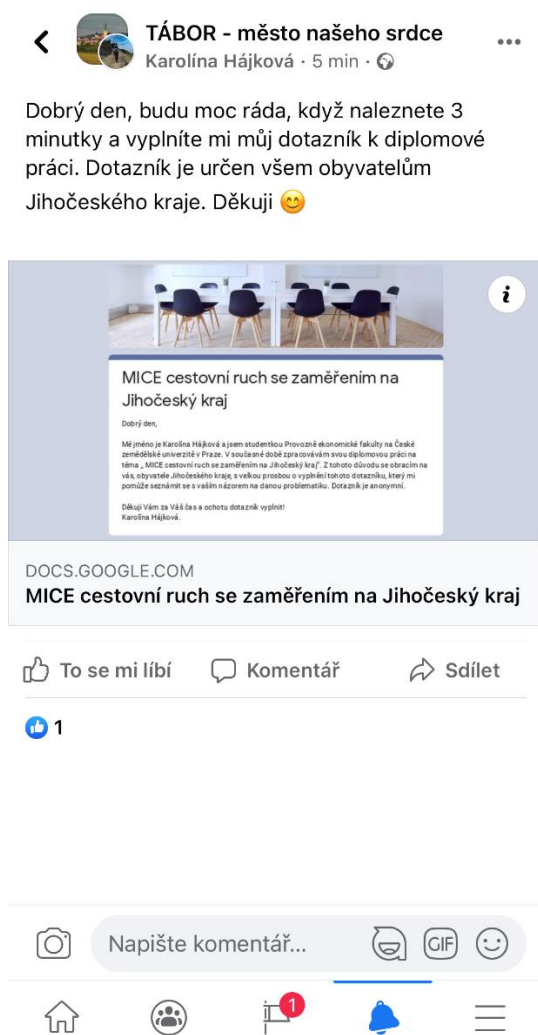 TÁBOR - město našeho srdce
Karolína Hájková · 5 min ·
Dobrý den, budu moc ráda, když naleznete 3
minutky a vyplníte mi můj dotazník k diplomové
práci. Dotazník je určen všem obyvatelům
Jihočeského kraje. Děkuji 😊
i
MICE cestovní ruch se zaměřením na
Jihočeský kraj
Dobrý den,
Mé jméno je Karolína Hájková a jsem studentkou Provozně ekonomické fakulty na České
zemědělské univerzitě v Praze. V současné době zpracovávám svou diplomovou práci na
téma „ MICE cestovní ruch se zaměřením na Jihočeský kraj". Z tohoto důvodu se obracím na
vás, obyvatele Jihočeského kraje, s velkou prosbou o vyplnění tohoto dotazníku, který mi
pomůže seznámit se s vaším názorem na danou problematiku. Dotazník je anonymní.
Děkuji Vám za Váš čas a ochotu dotazník vyplnit!
Karolína Hájková.
DOCS.GOOGLE.COM
MICE cestovní ruch se zaměřením na Jihočeský kraj
To se mi líbí Komentář Sdílet
1
Napište komentář... GIF
1